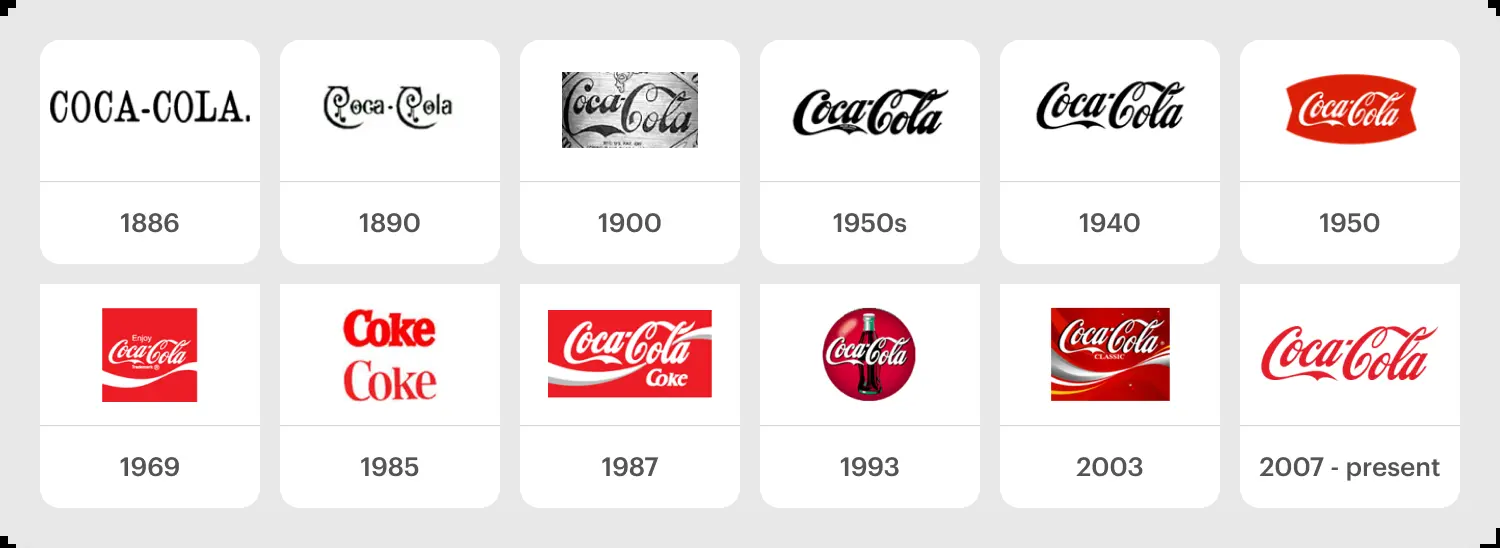 COCA-COLA.
Coca-Cola
Coca-Cola
Coca-Cola
Coca-Cola
Coca-Cola
1886
1890
1900
1950s
1940
1950
Enjoy
Coca-Cola
Trademark ®
Coke
Coke
Coca-Cola
Coke
Coca-Cola
Coca-Cola
CLASSIC
Coca-Cola
1969
1985
1987
1993
2003
2007 - present